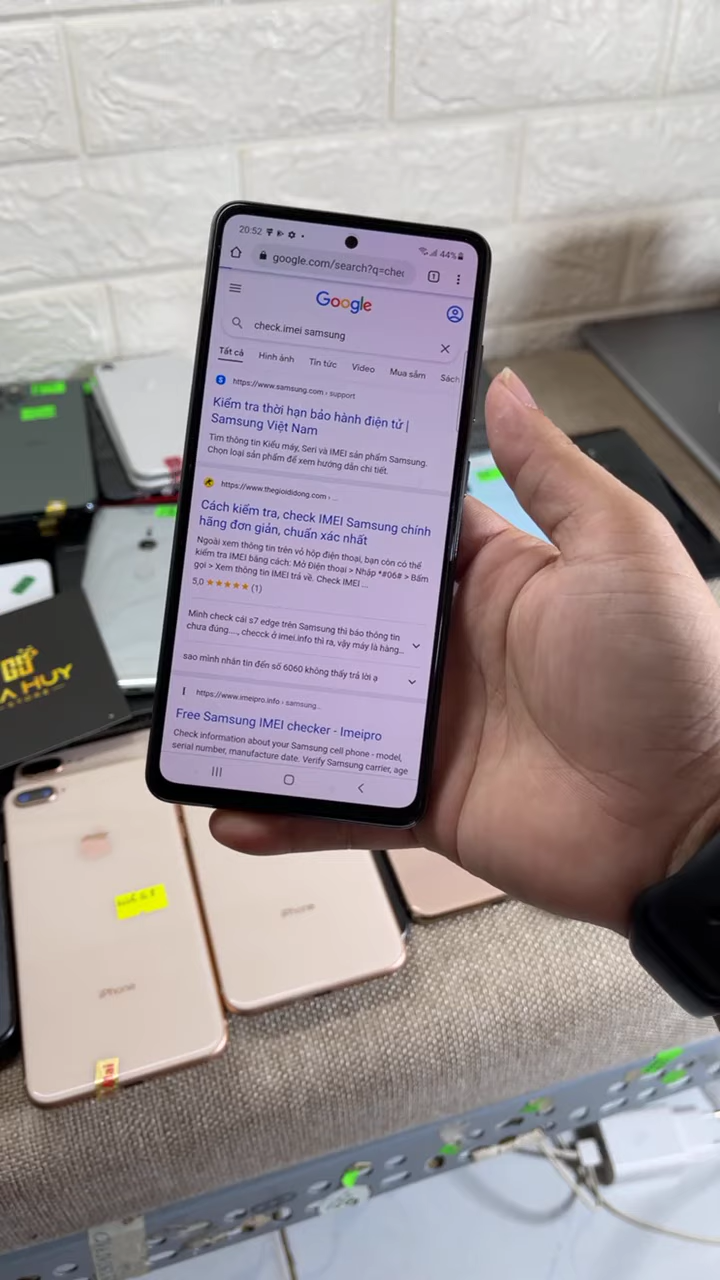 20:52
44%
google.com/search?q=che
1
Google
check.imei samsung
Tất cả
Hình ảnh
Tin tức
Video
Mua sắm
Sách
https://www.samsung.com › support
Kiểm tra thời hạn bảo hành điện tử |
Samsung Việt Nam
Tìm thông tin Kiểu máy, Seri và IMEI sản phẩm Samsung.
Chọn loại sản phẩm để xem hướng dẫn chi tiết.
https://www.thegioididong.com › ...
Cách kiểm tra, check IMEI Samsung chính
hãng đơn giản, chuẩn xác nhất
Ngoài xem thông tin trên vỏ hộp điện thoại, bạn còn có thể
kiểm tra IMEI bằng cách: Mở Điện thoại > Nhập *#06# > Bấm
gọi > Xem thông tin IMEI trả về. Check IMEI ...
5,0 ★★★★★ (1)
Mình check cái s7 edge trên Samsung thì báo thông tin
chưa đúng...., checck ở imei.info thì ra, vậy máy là hàng...
sao mình nhắn tin đến số 6060 không thấy trả lời ạ
https://www.imeipro.info › samsung...
Free Samsung IMEI checker - Imeipro
Check information about your Samsung cell phone - model,
serial number, manufacture date. Verify Samsung carrier, age
A HUY
iPhone
iPhone